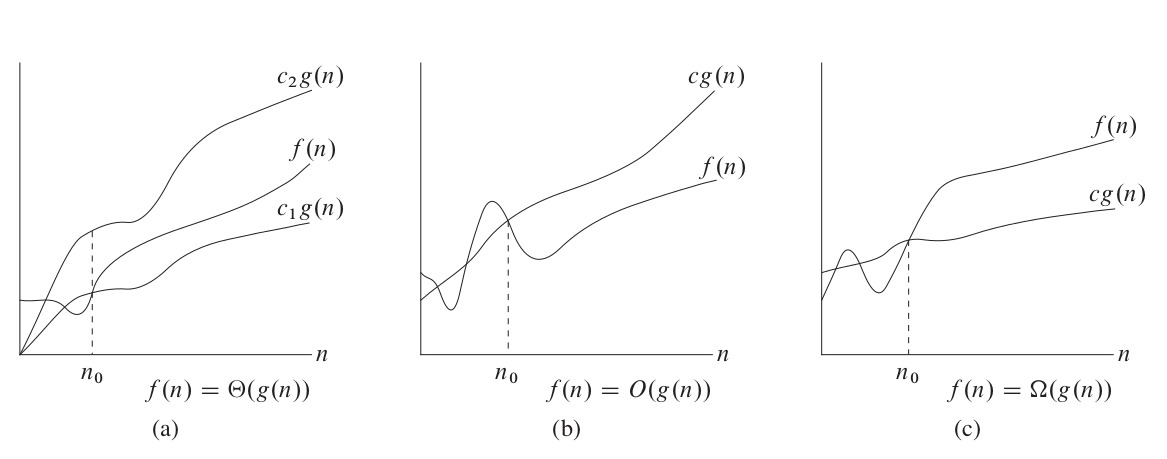 c₂g(n)
f(n)
c₁g(n)
n
n₀
f(n) = Θ(g(n))
(a)
cg(n)
f(n)
n
n₀
f(n) = O(g(n))
(b)
f(n)
cg(n)
n
n₀
f(n) = Ω(g(n))
(c)